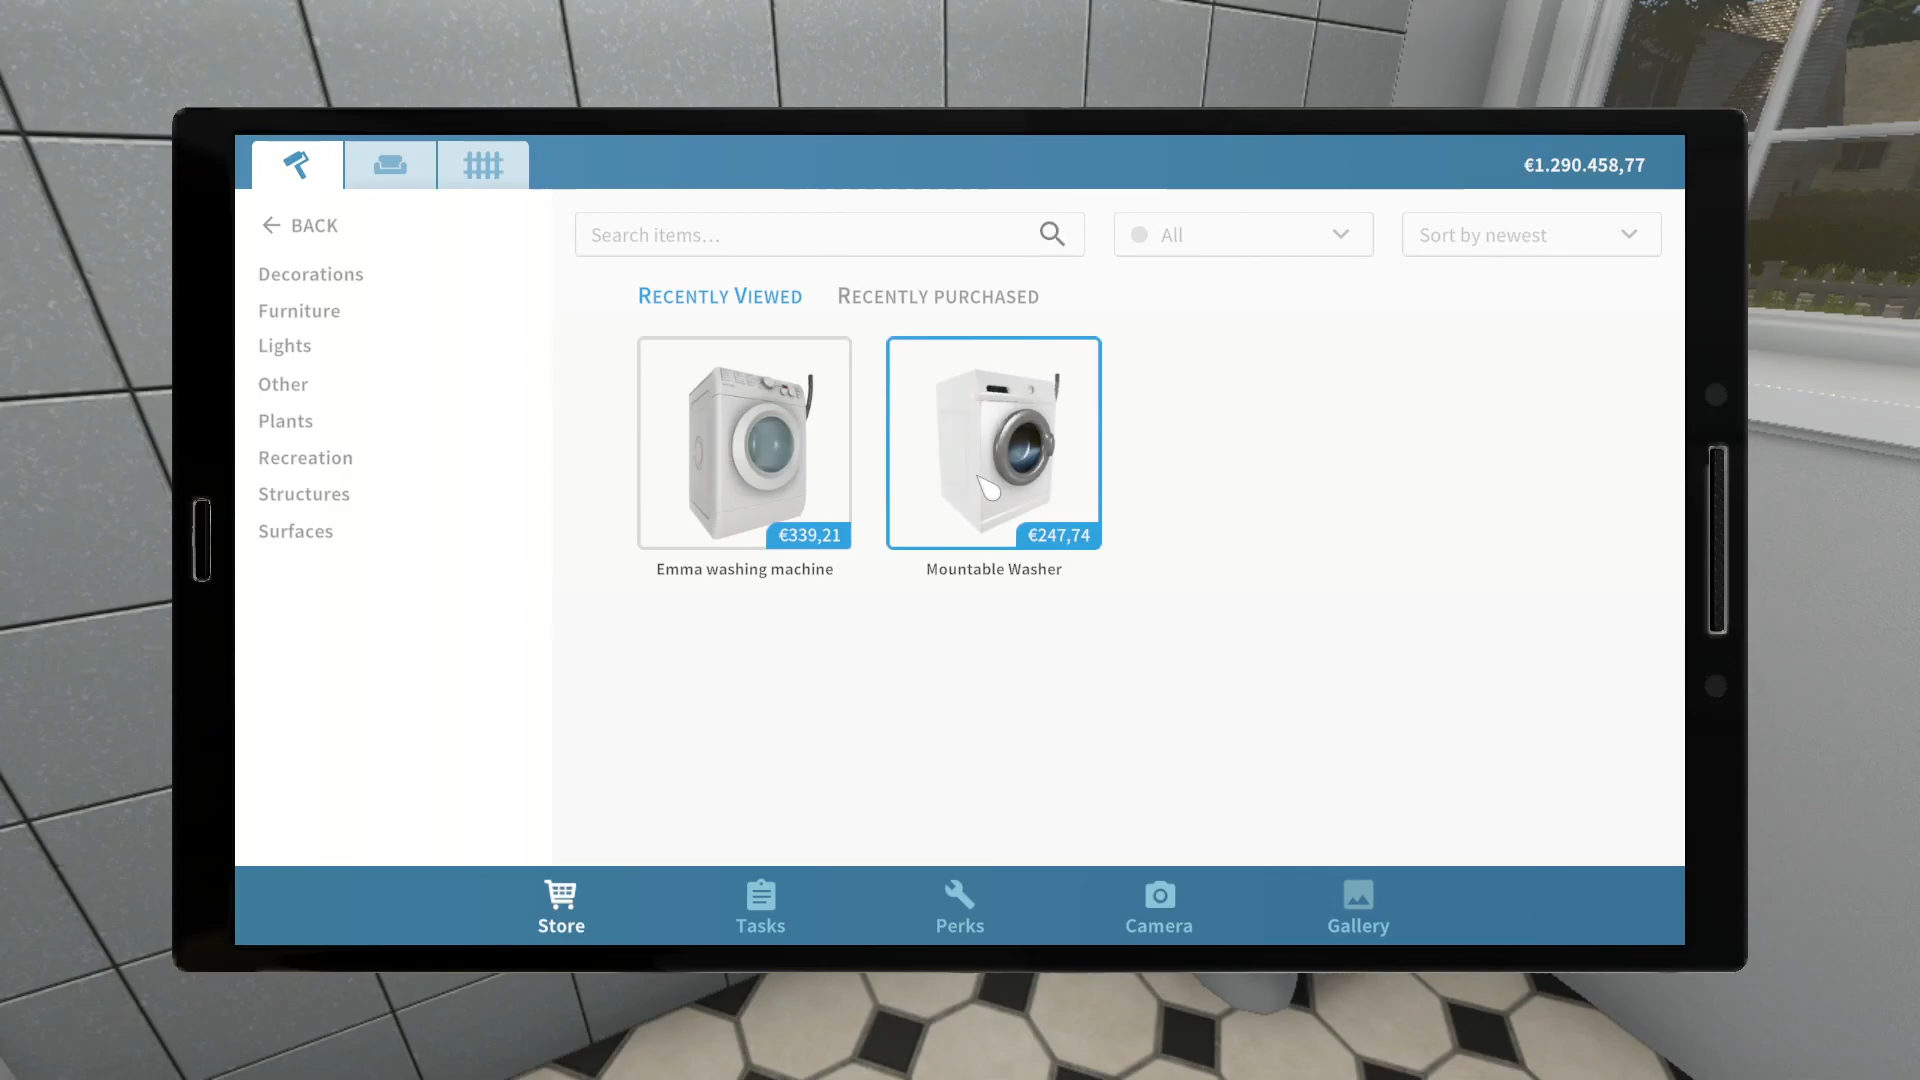 €1.290.458,77
BACK
Search items...
All
Sort by newest
Decorations
Furniture
Lights
Other
Plants
Recreation
Structures
Surfaces
RECENTLY VIEWED
RECENTLY PURCHASED
€339,21
€247,74
Emma washing machine
Mountable Washer
Store
Tasks
Perks
Camera
Gallery